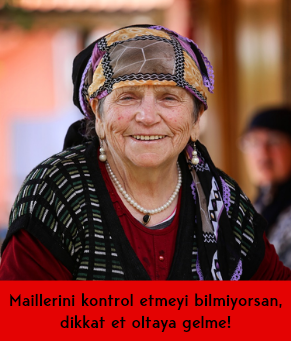 Maillerini kontrol etmeyi bilmiyorsan,
dikkat et oltaya gelme!